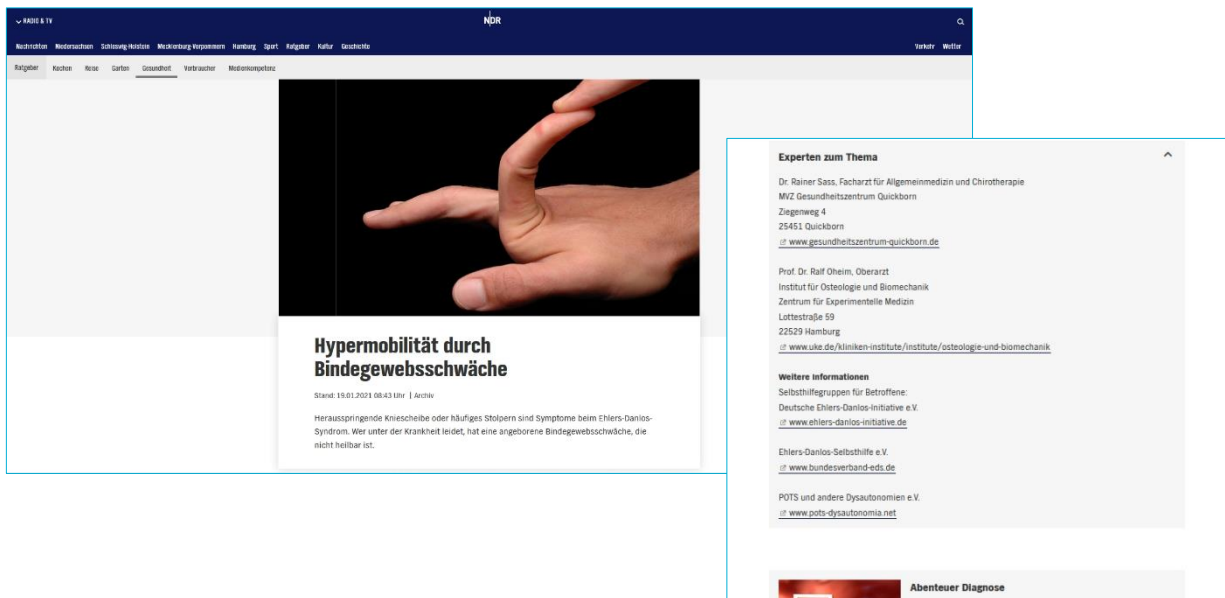 RADIO & TV
NDR
Nachrichten Niedersachsen Schleswig-Holstein Mecklenburg-Vorpommern Hamburg Sport Ratgeber Kultur Geschichte
Verkehr Wetter
Ratgeber Kochen Reise Garten Gesundheit Verbraucher Medienkompetenz
Hypermobilität durch
Bindegewebsschwäche
Stand: 19.01.2021 08:43 Uhr | Archiv
Herausspringende Kniescheibe oder häufiges Stolpern sind Symptome beim Ehlers-Danlos-
Syndrom. Wer unter der Krankheit leidet, hat eine angeborene Bindegewebsschwäche, die
nicht heilbar ist.
Experten zum Thema
Dr. Rainer Sass, Facharzt für Allgemeinmedizin und Chirotherapie
MVZ Gesundheitszentrum Quickborn
Ziegenweg 4
25451 Quickborn
www.gesundheitszentrum-quickborn.de
Prof. Dr. Ralf Oheim, Oberarzt
Institut für Osteologie und Biomechanik
Zentrum für Experimentelle Medizin
Lottestraße 59
22529 Hamburg
www.uke.de/kliniken-institute/institute/osteologie-und-biomechanik
Weitere Informationen
Selbsthilfegruppen für Betroffene:
Deutsche Ehlers-Danlos-Initiative e.V.
www.ehlers-danlos-initiative.de
Ehlers-Danlos-Selbsthilfe e.V.
www.bundesverband-eds.de
POTS und andere Dysautonomien e.V.
www.pots-dysautonomia.net
Abenteuer Diagnose